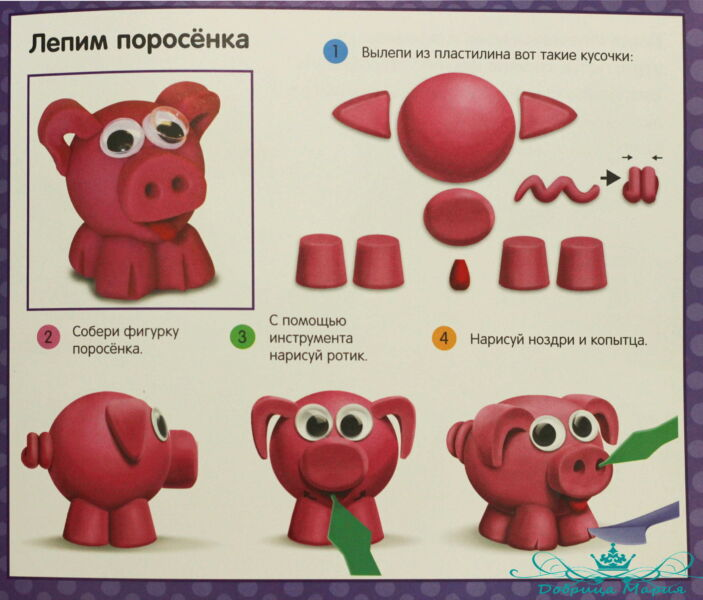 Лепим поросёнка
1 Вылепи из пластилина вот такие кусочки:
2 Собери фигурку
поросёнка.
3 С помощью
инструмента
нарисуй ротик.
4 Нарисуй ноздри и копытца.
Добрица Мария